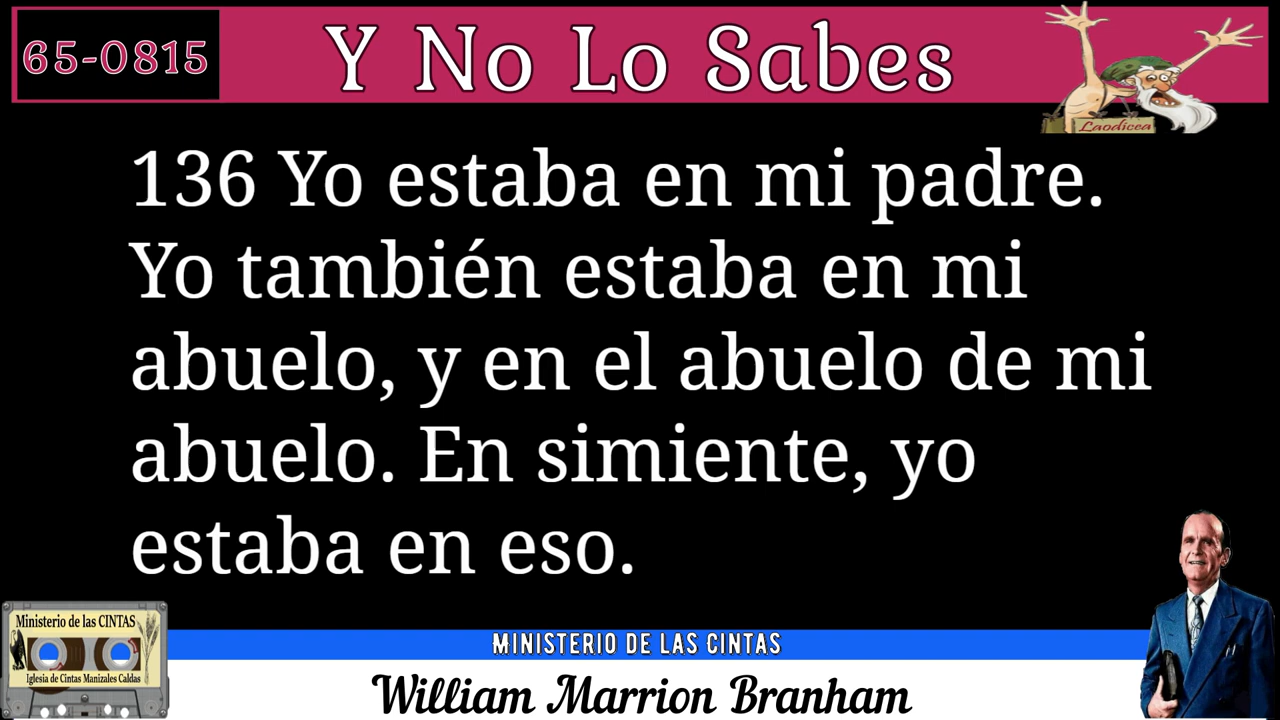 65-0815
Y No Lo Sabes
Laodicea
136 Yo estaba en mi padre.
Yo también estaba en mi
abuelo, y en el abuelo de mi
abuelo. En simiente, yo
estaba en eso.
Ministerio de las CINTAS
Iglesia de Cintas Manizales Caldas
MINISTERIO DE LAS CINTAS
William Marrion Branham